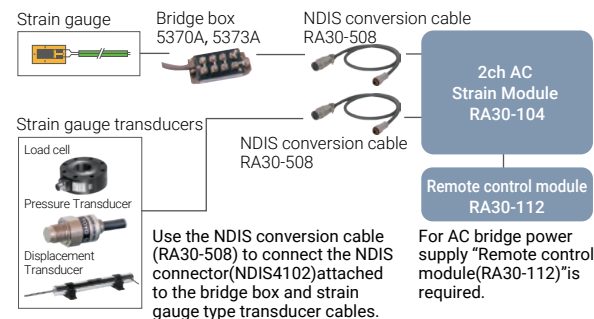 Strain gauge
Bridge box
5370A, 5373A
NDIS conversion cable
RA30-508
2ch AC
Strain Module
RA30-104
Strain gauge transducers
Load cell
Pressure Transducer
Displacement
Transducer
NDIS conversion cable
RA30-508
Remote control module
RA30-112
Use the NDIS conversion cable
(RA30-508) to connect the NDIS
connector(NDIS4102)attached
to the bridge box and strain
gauge type transducer cables.
For AC bridge power
supply “Remote control
module(RA30-112)”is
required.